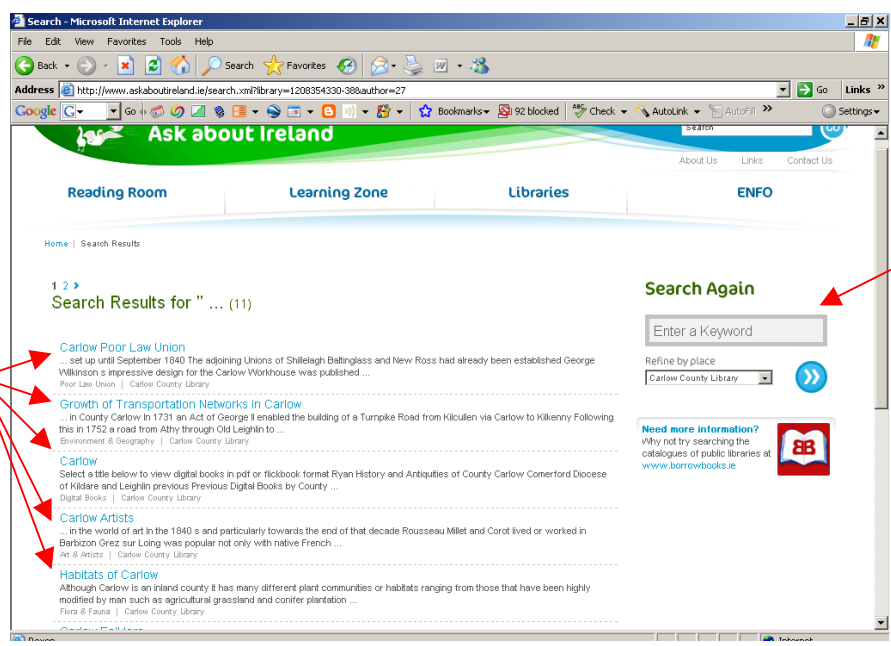 Search - Microsoft Internet Explorer
File Edit View Favorites Tools Help
Back Search Favorites
Address http://www.askaboutireland.ie/search.xml?library=1208354330-38&author=27 Go Links »
Google G Go Bookmarks 92 blocked Check AutoLink AutoFill » Settings
Ask about Ireland Search GO
About Us Links Contact Us
Reading Room Learning Zone Libraries ENFO
Home | Search Results
1 2 >
Search Results for " ... (11)
Search Again
Enter a Keyword
Refine by place
Carlow County Library
Need more information?
Why not try searching the
catalogues of public libraries at
www.borrowbooks.ie
Carlow Poor Law Union
... set up until September 1840 The adjoining Unions of Shillelagh Baltinglass and New Ross had already been established George
Wilkinson s impressive design for the Carlow Workhouse was published ...
Poor Law Union | Carlow County Library
Growth of Transportation Networks in Carlow
... in County Carlow In 1731 an Act of George II enabled the building of a Turnpike Road from Kilcullen via Carlow to Kilkenny Following
this in 1752 a road from Athy through Old Leighlin to ...
Environment & Geography | Carlow County Library
Carlow
Select a title below to view digital books in pdf or flickbook format Ryan History and Antiquities of County Carlow Comerford Diocese
of Kildare and Leighlin previous Previous Digital Books by County ...
Digital Books | Carlow County Library
Carlow Artists
... in the world of art In the 1840 s and particularly towards the end of that decade Rousseau Millet and Corot lived or worked in
Barbizon Grez sur Loing was popular not only with native French ...
Art & Artists | Carlow County Library
Habitats of Carlow
Although Carlow is an inland county it has many different plant communities or habitats ranging from those that have been highly
modified by man such as agricultural grassland and conifer plantation ...
Flora & Fauna | Carlow County Library
Internet